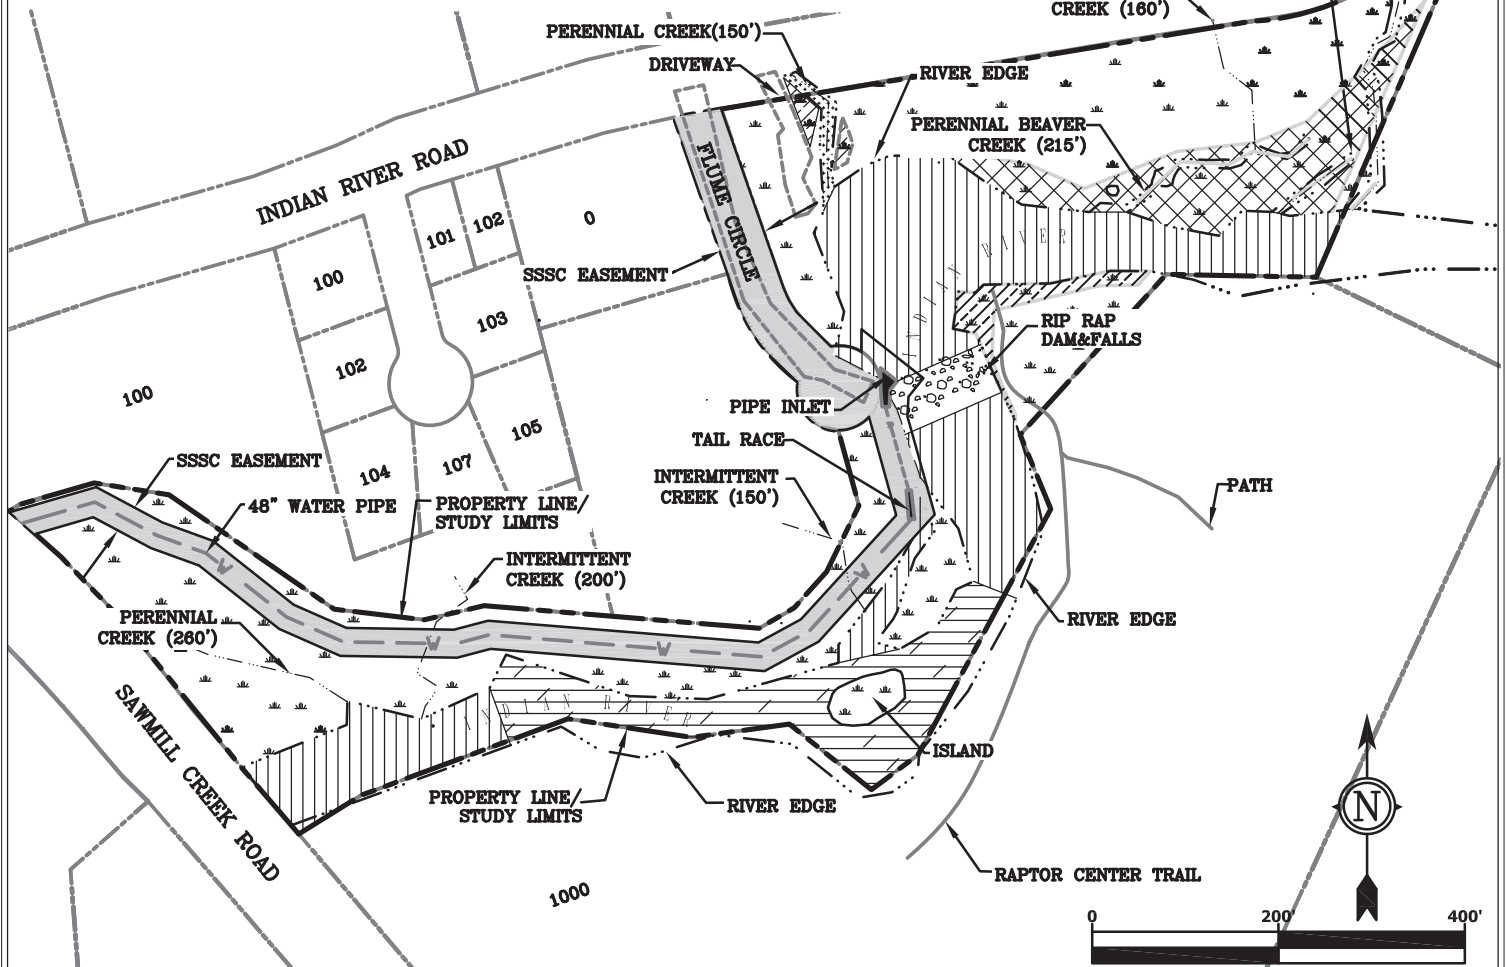 CREEK (160')
PERENNIAL CREEK(150')
DRIVEWAY
RIVER EDGE
PERENNIAL BEAVER
CREEK (215')
INDIAN RIVER ROAD
FLUME CIRCLE
101
102
0
100
SSSC EASEMENT
INDIAN RIVER
103
RIP RAP
DAM&FALLS
102
100
PIPE INLET
105
TAIL RACE
104
107
SSSC EASEMENT
INTERMITTENT
CREEK (150')
PATH
48" WATER PIPE
PROPERTY LINE/
STUDY LIMITS
INTERMITTENT
CREEK (200')
W
W
PERENNIAL
CREEK (260')
RIVER EDGE
W
W
SAWMILL CREEK ROAD
INDIAN RIVER
ISLAND
PROPERTY LINE/
STUDY LIMITS
RIVER EDGE
N
RAPTOR CENTER TRAIL
1000
0 200' 400'